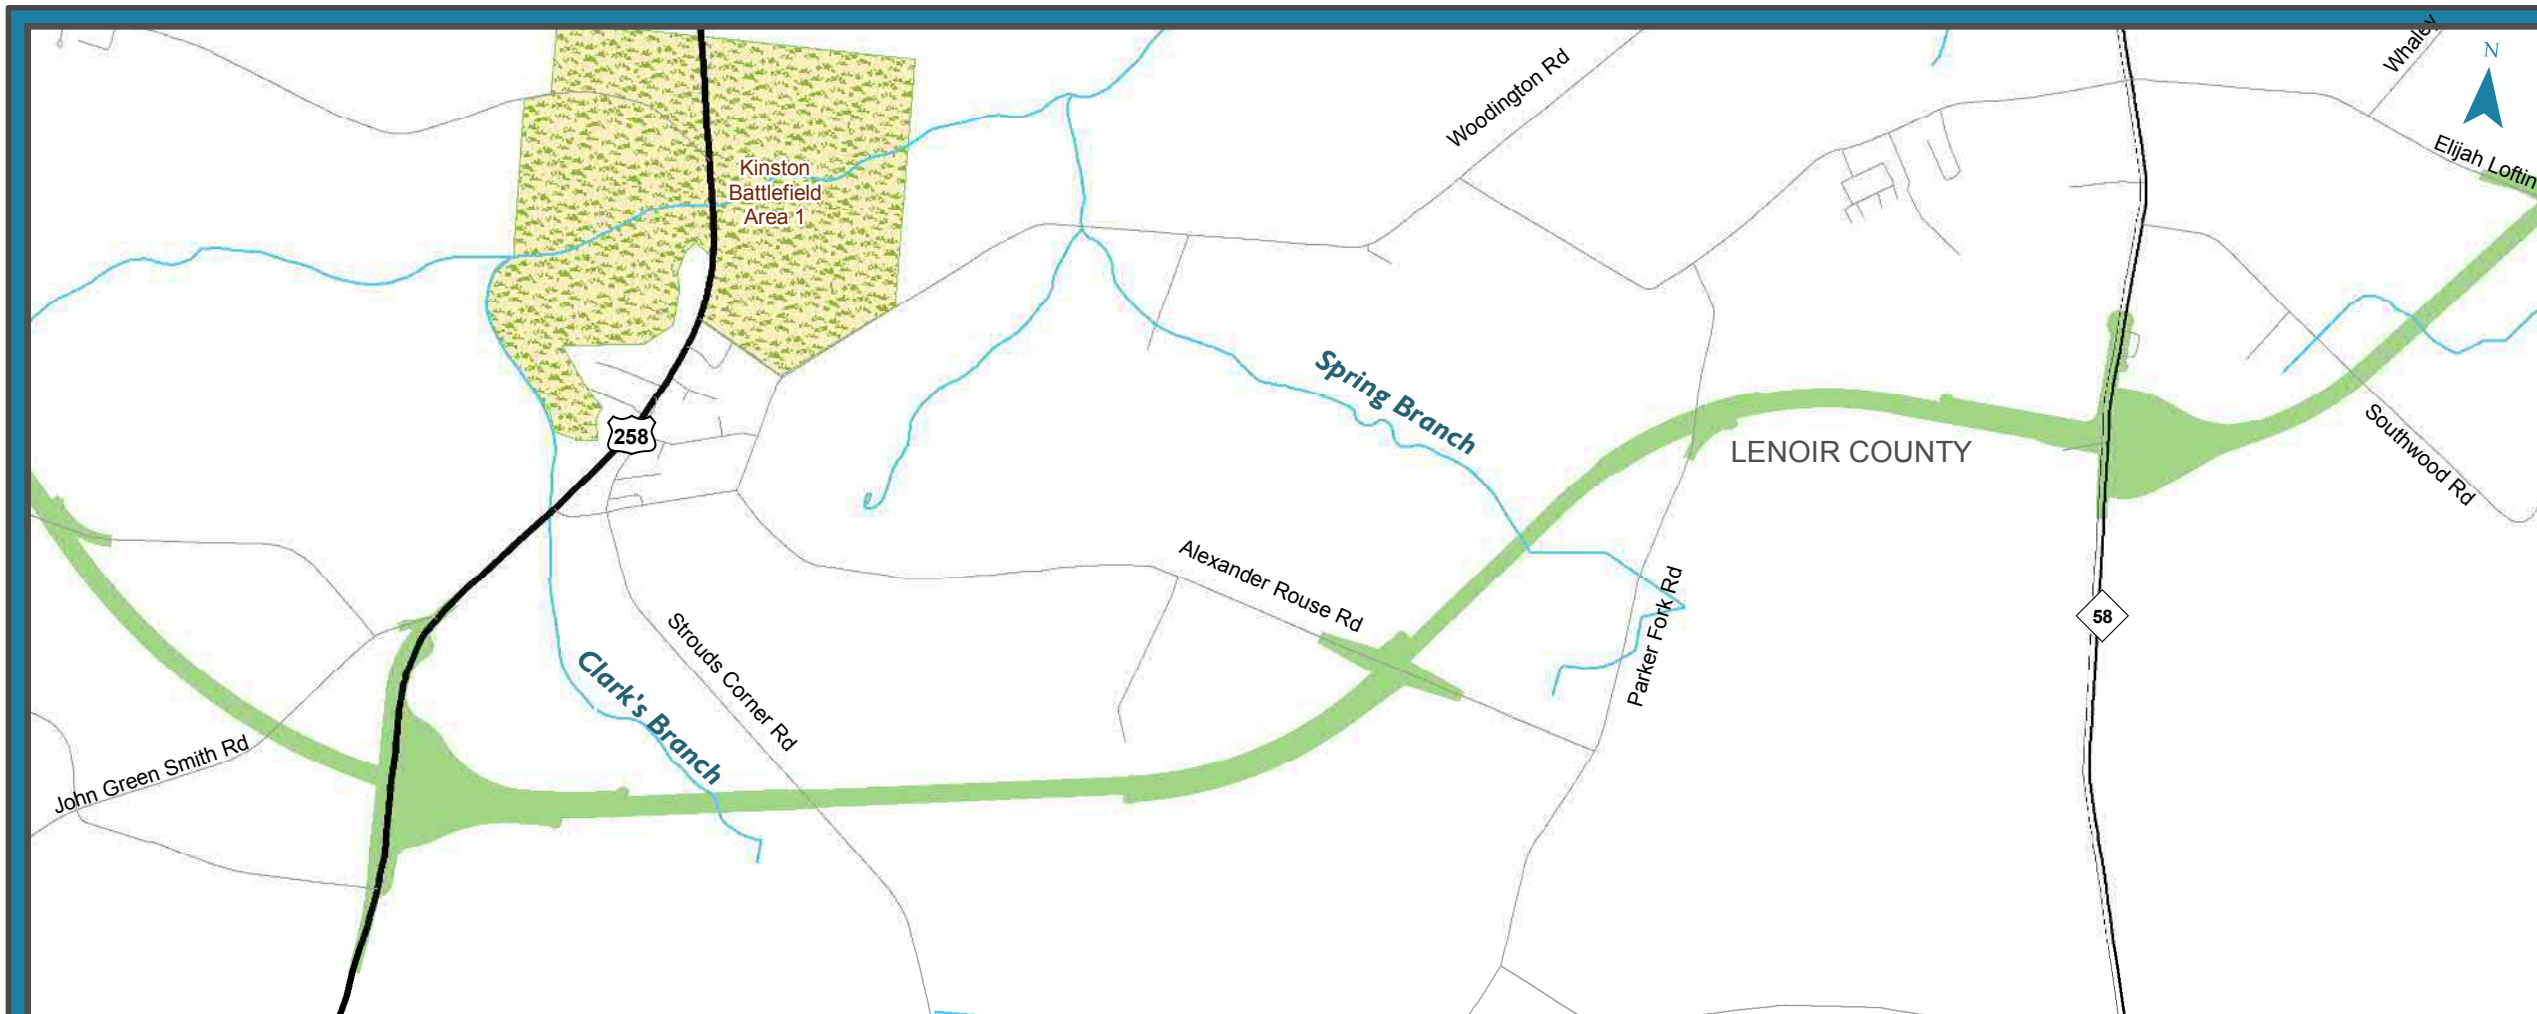 Whaley
N
Woodington Rd
Elijah Loftin
Kinston
Battlefield
Area 1
Spring Branch
258
LENOIR COUNTY
Southwood Rd
Alexander Rouse Rd
Parker Fork Rd
58
Strouds Corner Rd
Clark's Branch
John Green Smith Rd